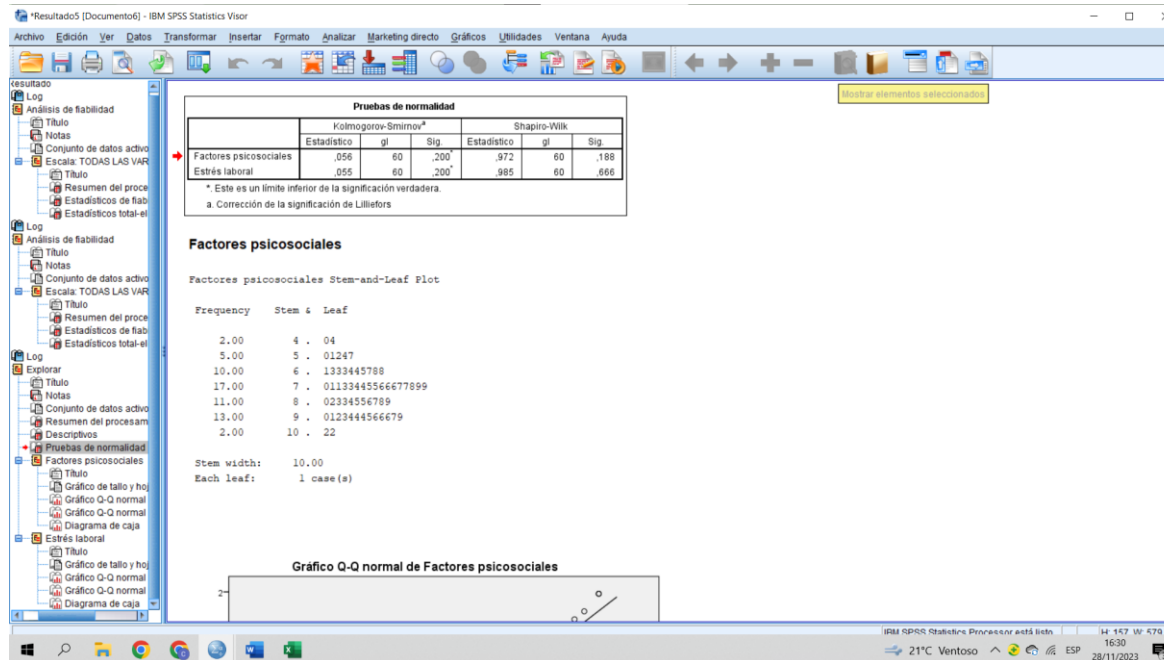 *Resultado5 [Documento6] - IBM SPSS Statistics Visor
Archivo Edición Ver Datos Transformar Insertar Formato Analizar Marketing directo Gráficos Utilidades Ventana Ayuda
Mostrar elementos seleccionados
Resultado
Log
Análisis de fiabilidad
Título
Notas
Conjunto de datos activo
Escala: TODAS LAS VAR
Título
Resumen del proce
Estadísticos de fiab
Estadísticos total-el
Log
Análisis de fiabilidad
Título
Notas
Conjunto de datos activo
Escala: TODAS LAS VAR
Título
Resumen del proce
Estadísticos de fiab
Estadísticos total-el
Log
Explorar
Título
Notas
Conjunto de datos activo
Resumen del procesam
Descriptivos
Pruebas de normalidad
Factores psicosociales
Título
Gráfico de tallo y hoj
Gráfico Q-Q normal
Gráfico Q-Q normal
Diagrama de caja
Estrés laboral
Título
Gráfico de tallo y hoj
Gráfico Q-Q normal
Gráfico Q-Q normal
Diagrama de caja
Pruebas de normalidad
Kolmogorov-Smirnov^a Shapiro-Wilk
Estadístico gl Sig. Estadístico gl Sig.
Factores psicosociales ,056 60 ,200* ,972 60 ,188
Estrés laboral ,055 60 ,200* ,985 60 ,666
*. Este es un límite inferior de la significación verdadera.
a. Corrección de la significación de Lilliefors
Factores psicosociales
Factores psicosociales Stem-and-Leaf Plot
Frequency Stem & Leaf
2.00 4 . 04
5.00 5 . 01247
10.00 6 . 1333445788
17.00 7 . 01133445566677899
11.00 8 . 02334556789
13.00 9 . 0123444566679
2.00 10 . 22
Stem width: 10.00
Each leaf: 1 case(s)
Gráfico Q-Q normal de Factores psicosociales
2
IBM SPSS Statistics Processor está listo H: 157, W: 579
21°C Ventoso ESP 16:30
28/11/2023